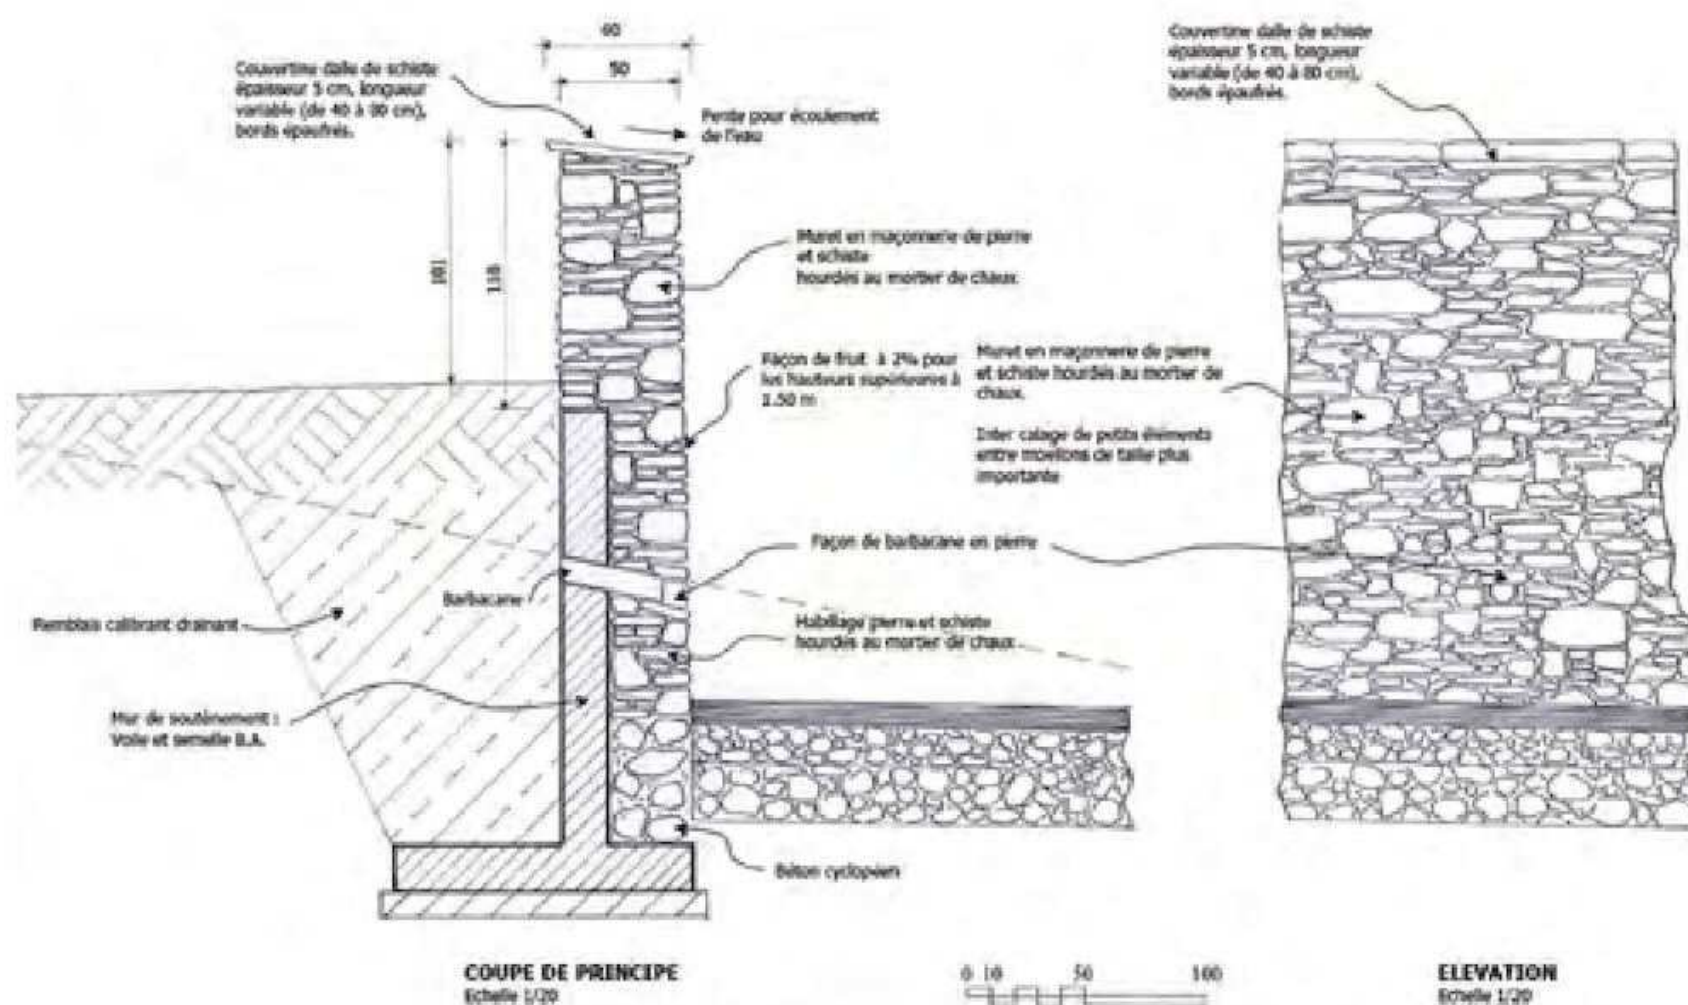 60
50
Couvertine dalle de schiste
épaisseur 5 cm, longueur
variable (de 40 à 80 cm),
bords épaufrés.
Pente pour écoulement
de l'eau
101
118
Muret en maçonnerie de pierre
et schiste
hourdés au mortier de chaux
Façon de fruit à 2% pour
les hauteurs supérieures à
1.50 m
Façon de barbacane en pierre
Barbacane
Remblais calibrant drainant
Habillage pierre et schiste
hourdés au mortier de chaux
Mur de soutènement :
Voile et semelle B.A.
Béton cyclopéen
COUPE DE PRINCIPE
Echelle 1/20
0 10 50 100
Couvertine dalle de schiste
épaisseur 5 cm, longueur
variable (de 40 à 80 cm),
bords épaufrés.
Muret en maçonnerie de pierre
et schiste hourdés au mortier de
chaux.
Inter calage de petits éléments
entre moellons de taille plus
importante
ELEVATION
Echelle 1/20